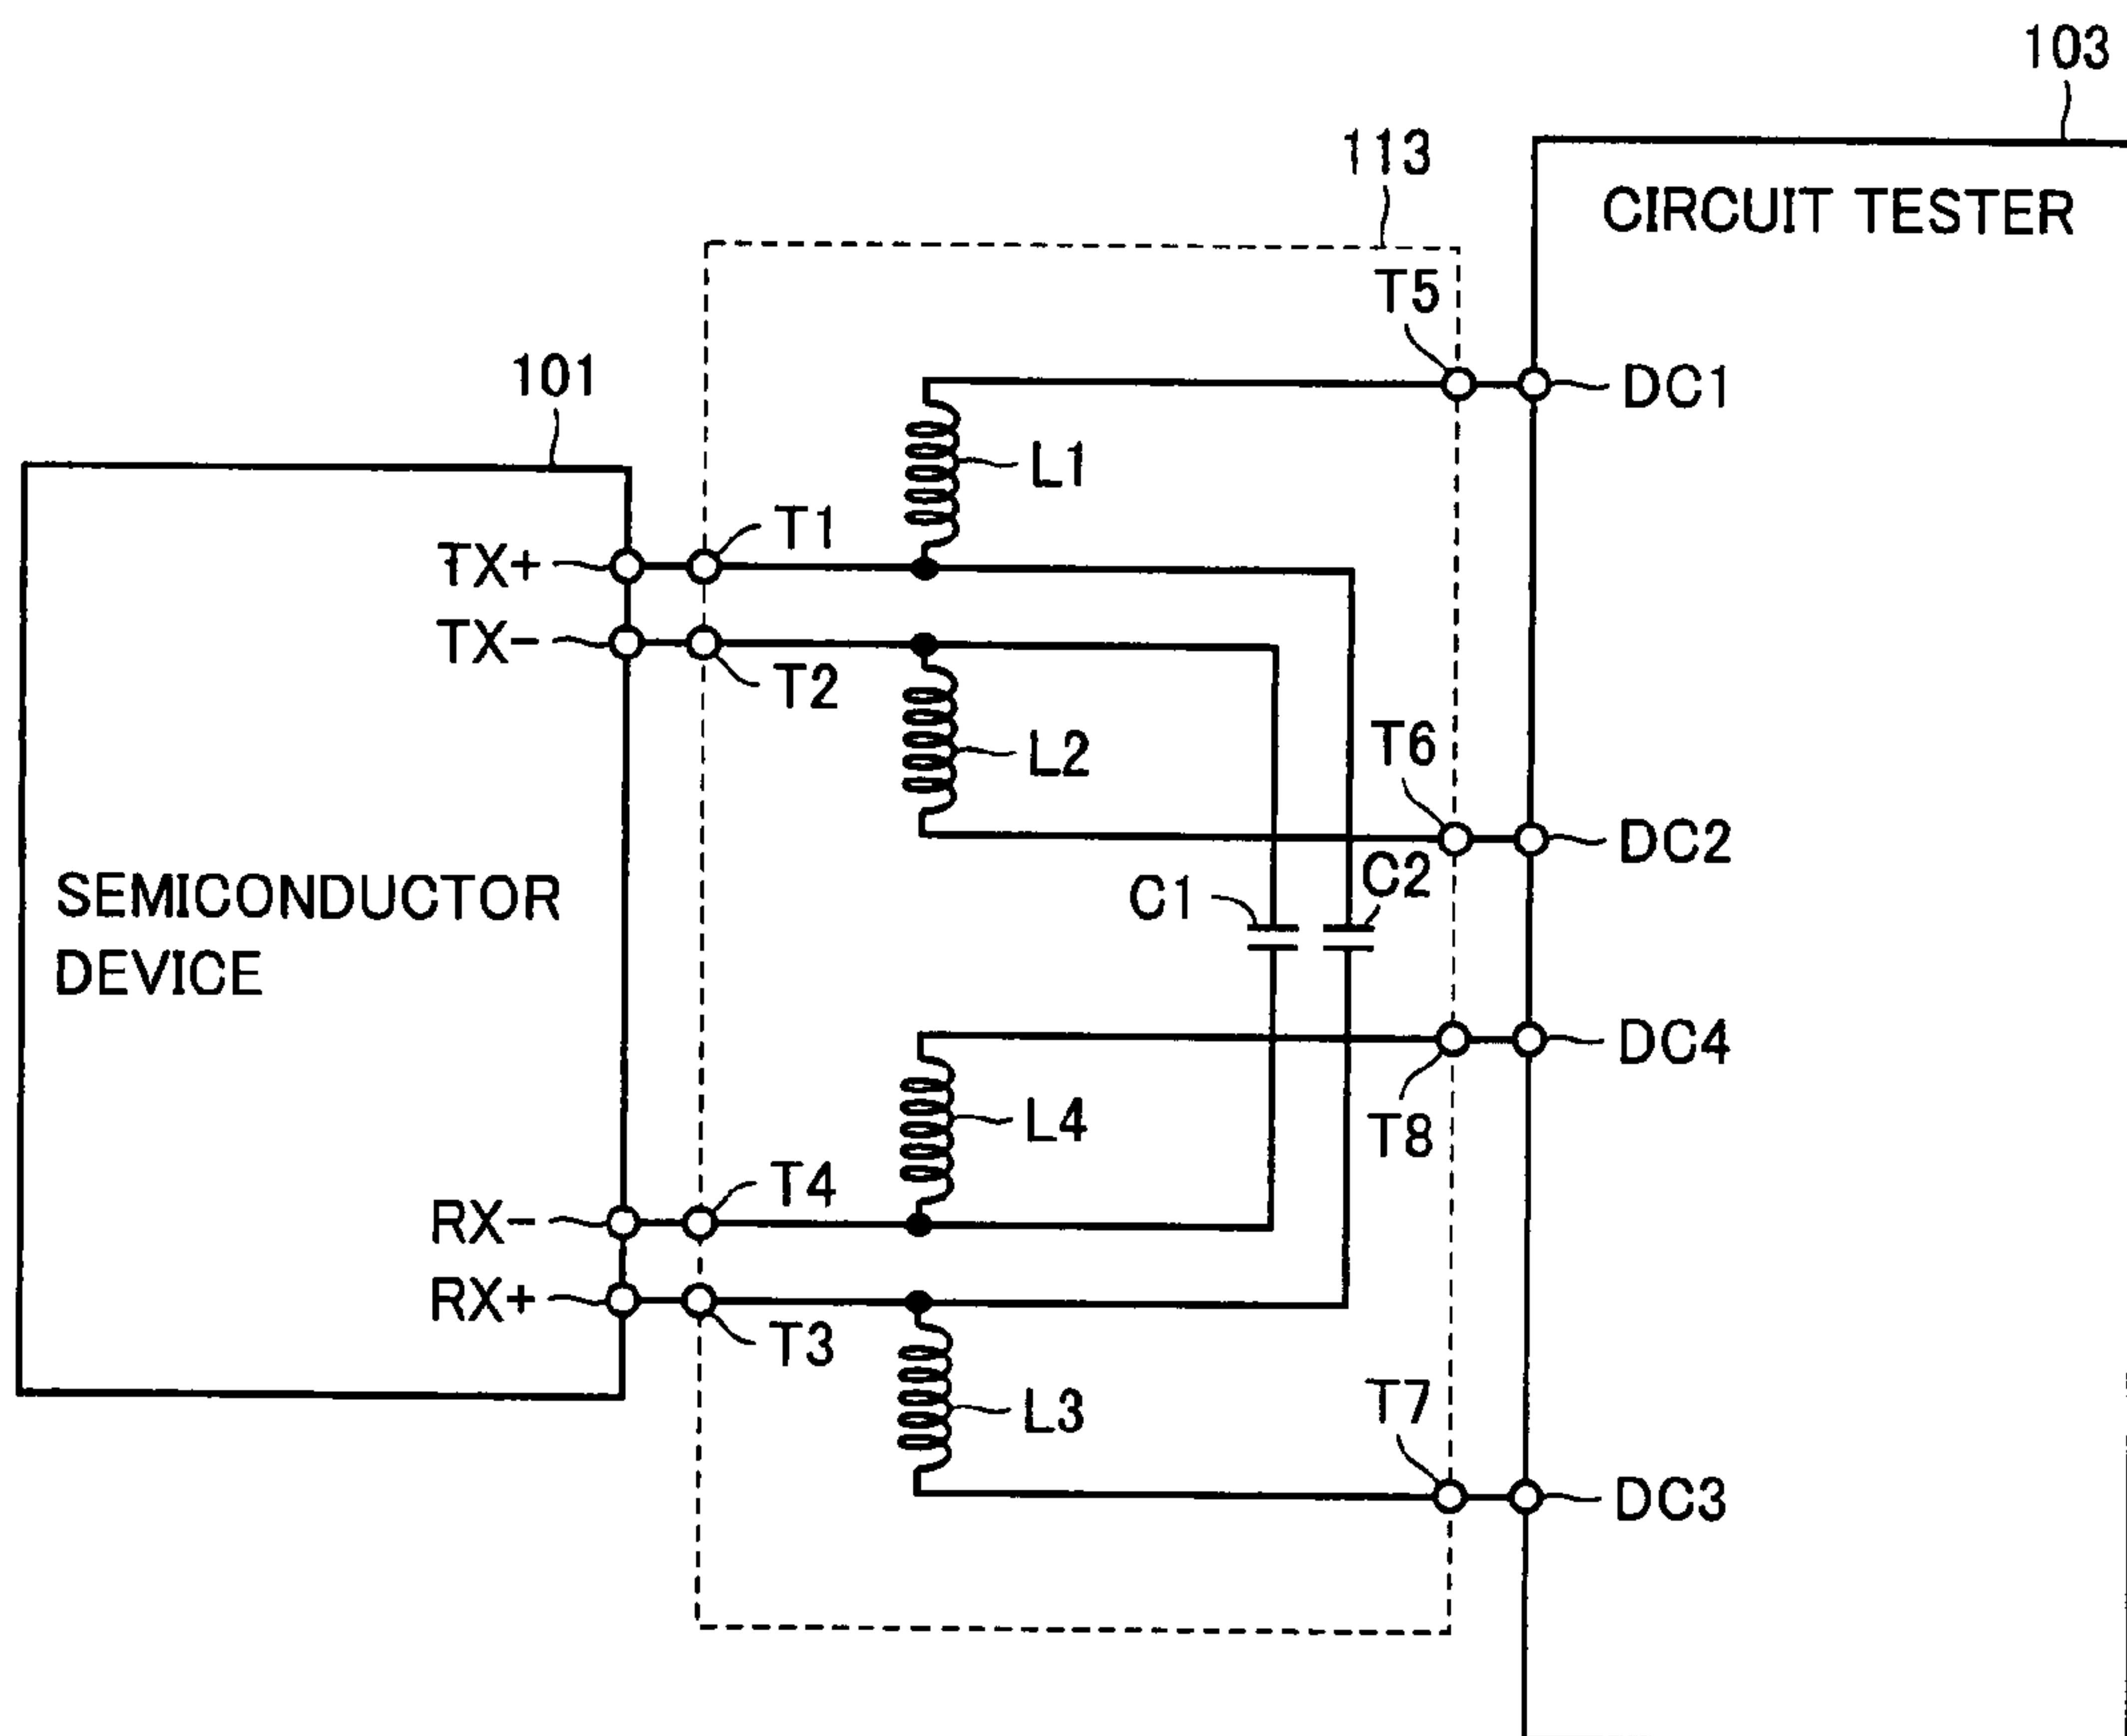 103
113
CIRCUIT TESTER
T5
101
DC1
L1
T1
TX+
TX-
T2
L2
T6
DC2
C1
C2
SEMICONDUCTOR
DEVICE
DC4
L4
T8
T4
RX-
RX+
T3
T7
L3
DC3